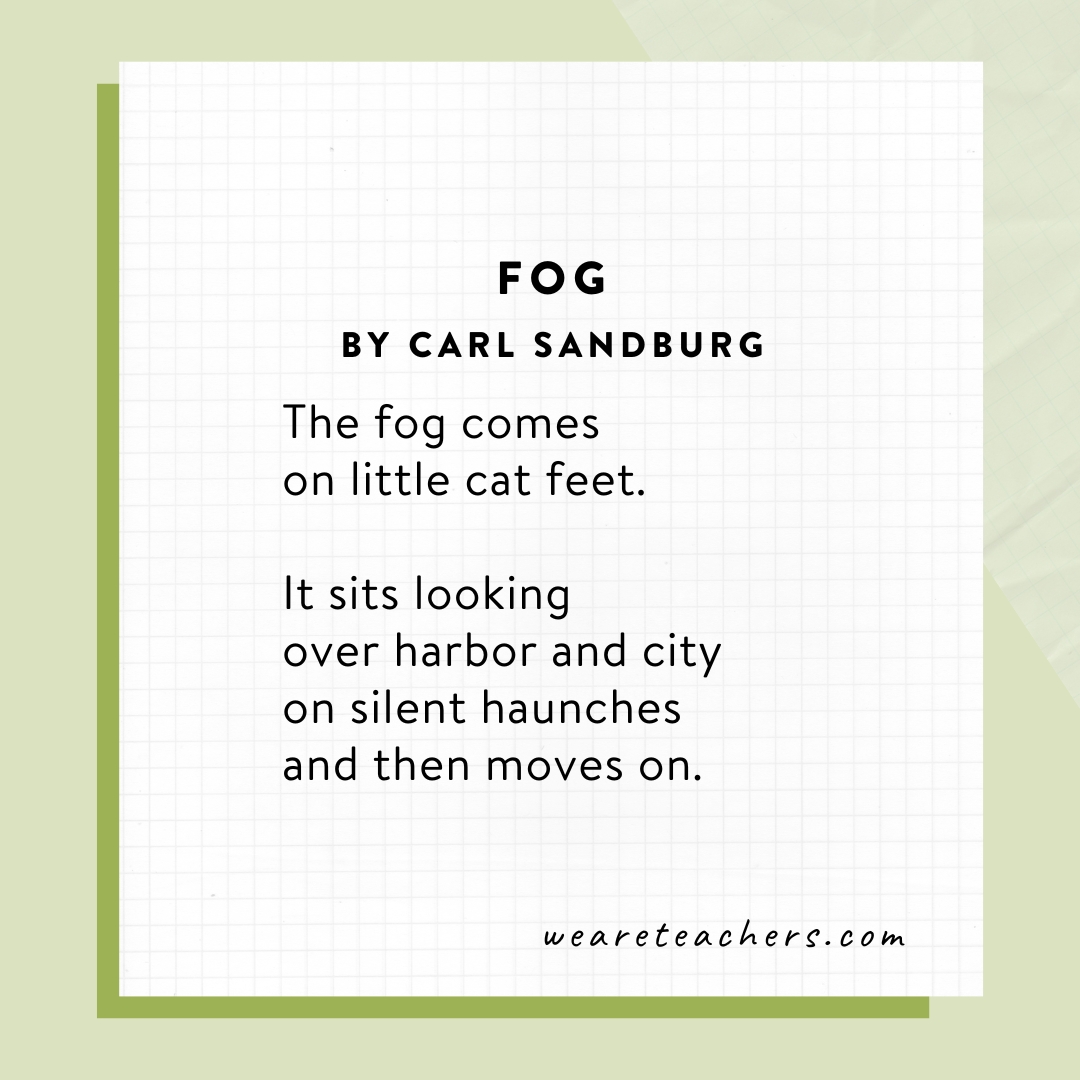 FOG
BY CARL SANDBURG
The fog comes
on little cat feet.

It sits looking
over harbor and city
on silent haunches
and then moves on.

weareteachers.com